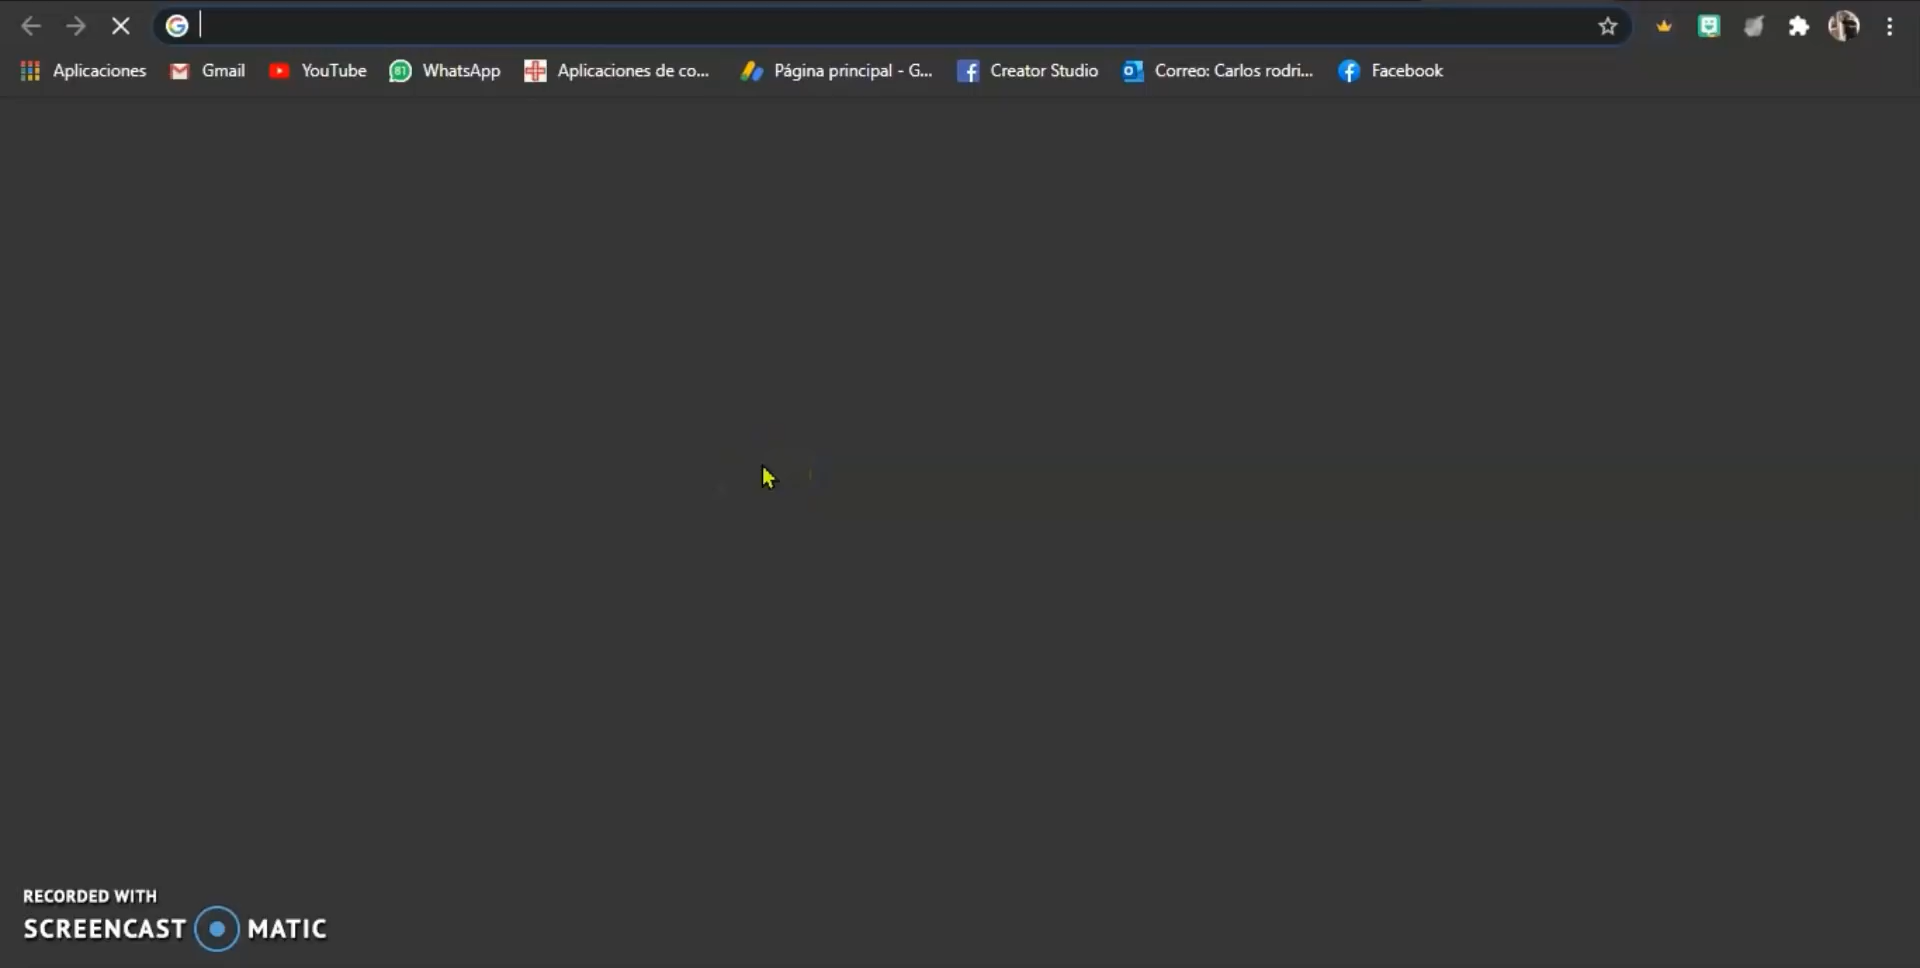 Aplicaciones Gmail YouTube WhatsApp Aplicaciones de co... Página principal - G... Creator Studio Correo: Carlos rodri... Facebook
RECORDED WITH
SCREENCAST MATIC